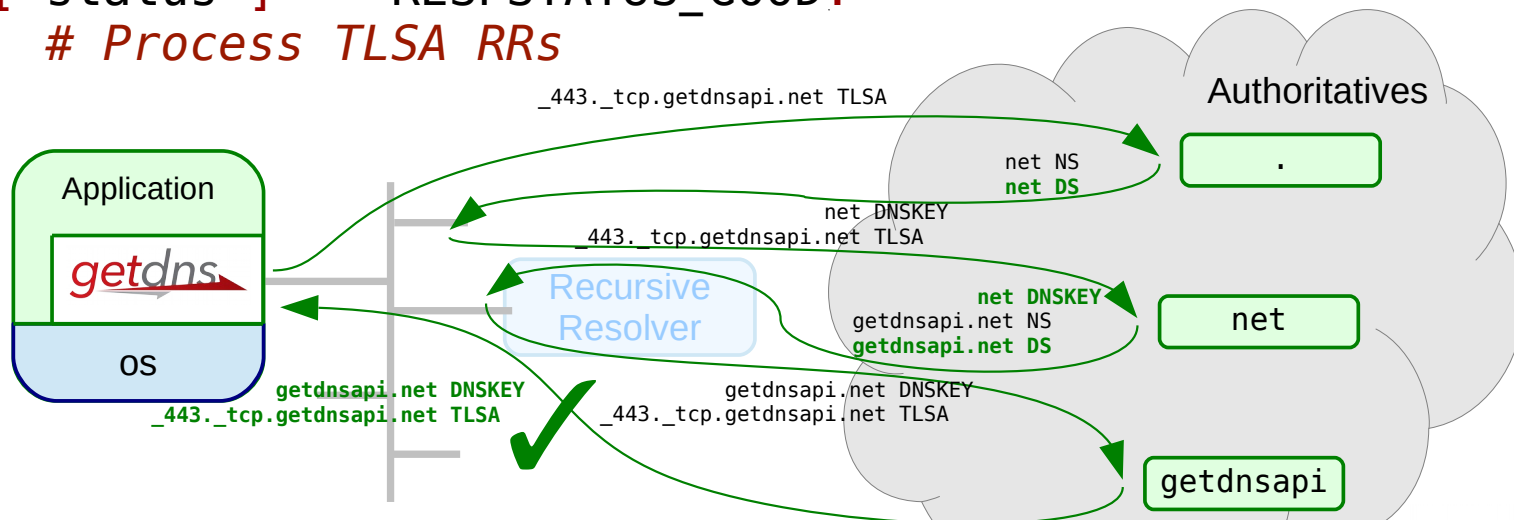 # Process TLSA RRs
_443._tcp.getdnsapi.net TLSA
Authoritatives
.
net NS
net DS
Application
net DNSKEY
_443._tcp.getdnsapi.net TLSA
getdns
Recursive
Resolver
net DNSKEY
getdnsapi.net NS
getdnsapi.net DS
net
os
getdnsapi.net DNSKEY
_443._tcp.getdnsapi.net TLSA
getdnsapi.net DNSKEY
_443._tcp.getdnsapi.net TLSA
getdnsapi